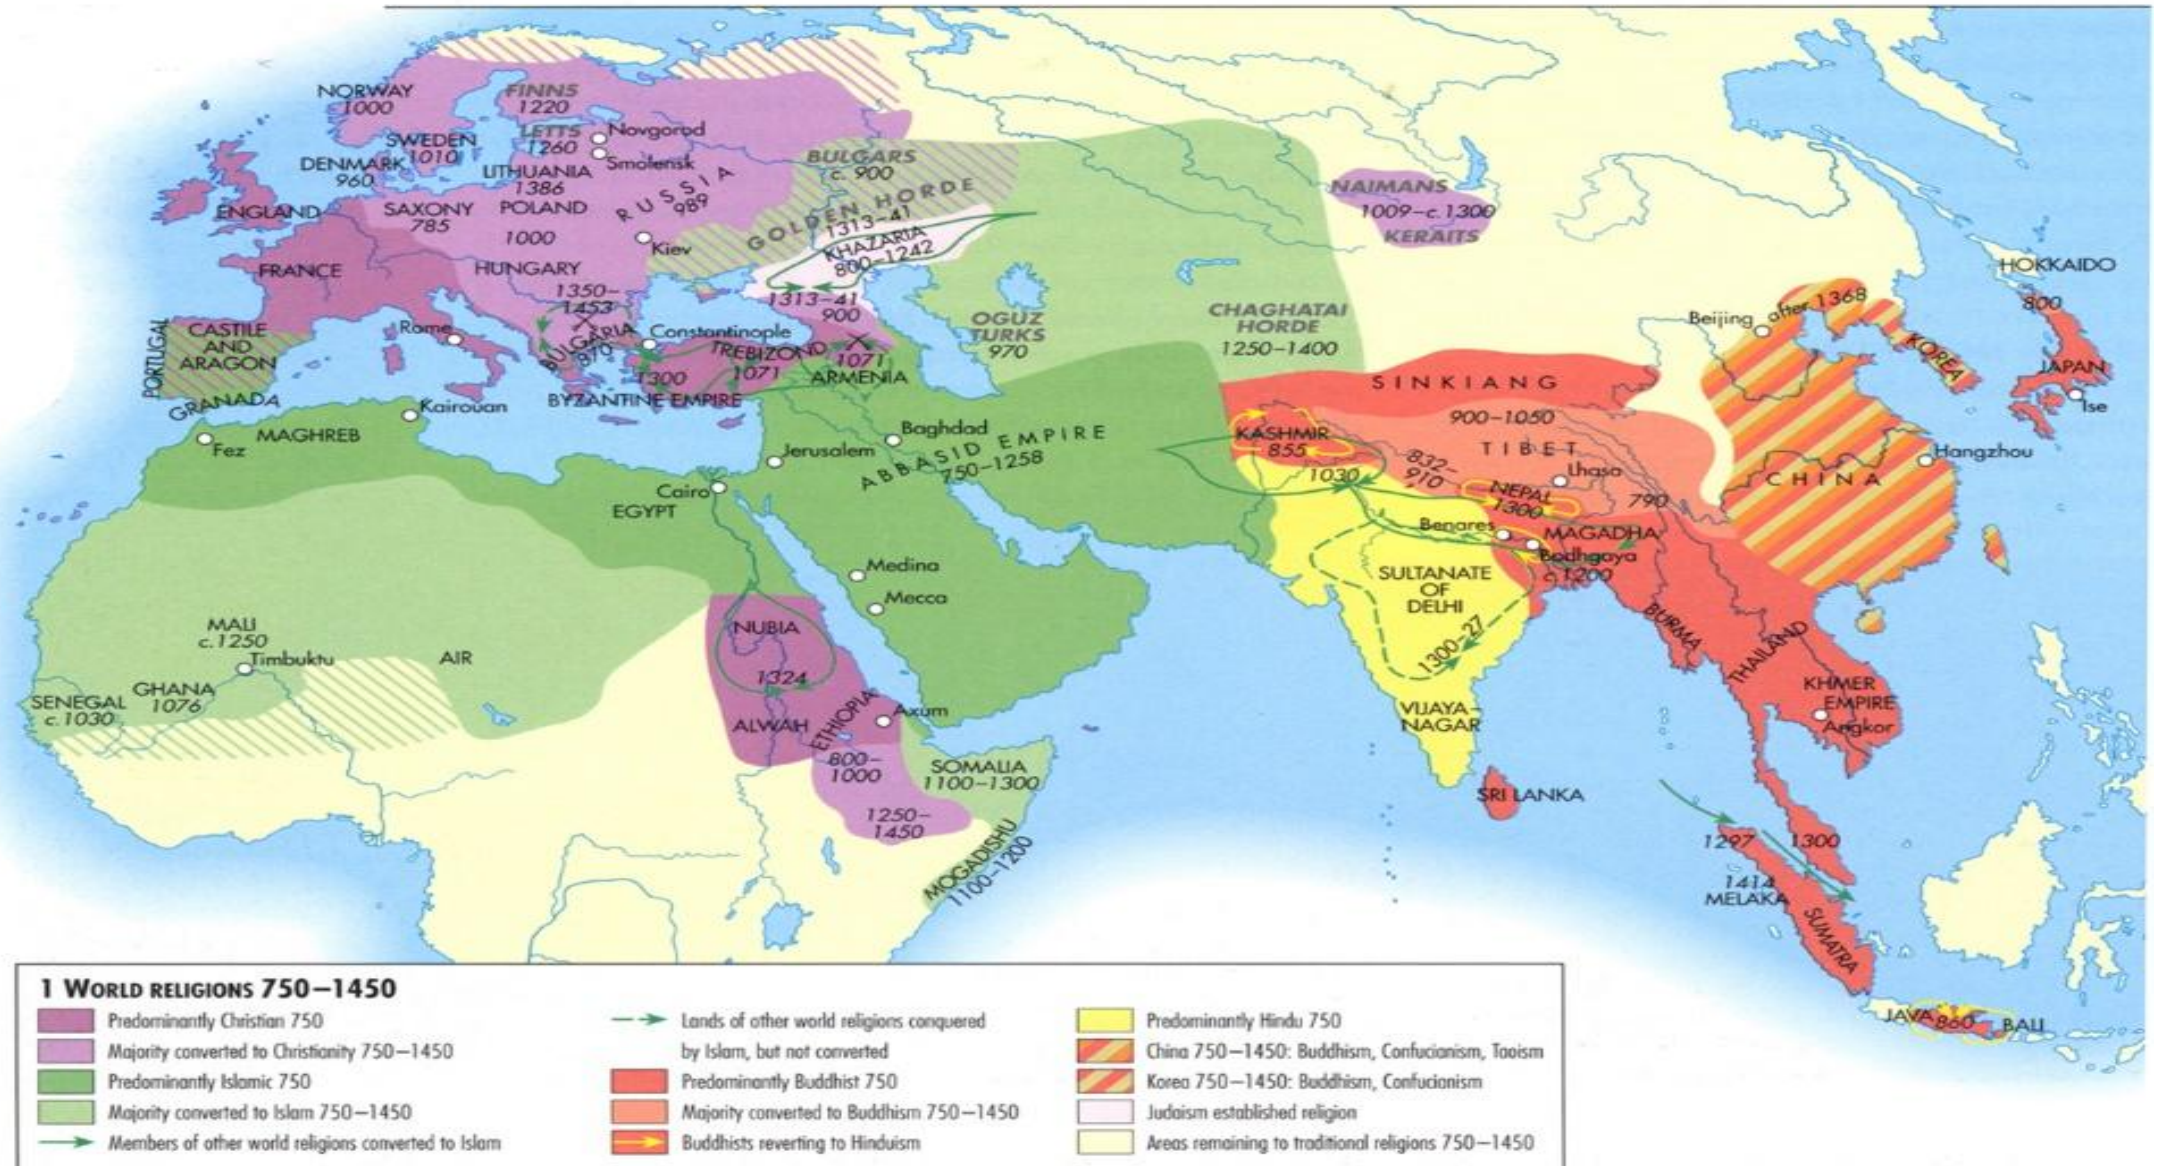 NORWAY
1000
FINNS
1220
SWEDEN
1010
LETTS
1260
Novgorod
Smolensk
DENMARK
960
LITHUANIA
1386
RUSSIA
989
ENGLAND
SAXONY
785
POLAND
1000
Kiev
FRANCE
HUNGARY
1350–
1453
BULGARS
c. 900
GOLDEN HORDE
1313–41
KHAZARIA
800–1242
1313–41
900
NAIMANS
1009–c.1300
KERAITS
PORTUGAL
CASTILE
AND
ARAGON
GRANADA
Rome
BULGARIA
870
Constantinople
TREBIZOND
1071
1071
1300
ARMENIA
BYZANTINE EMPIRE
OGUZ
TURKS
970
CHAGHATAI
HORDE
1250–1400
Beijing
after 1368
HOKKAIDO
800
KOREA
JAPAN
Ise
SINKIANG
900–1050
TIBET
Lhasa
KASHMIR
855
1030
832–
910
NEPAL
1300
790
CHINA
Hangzhou
Fez
MAGHREB
Kairouan
Baghdad
Jerusalem
ABBASID EMPIRE
750–1258
Cairo
EGYPT
Medina
Mecca
Benares
MAGADHA
Bodhgaya
c.1200
SULTANATE
OF
DELHI
1300–27
VIJAYA–
NAGAR
SRI LANKA
BURMA
THAILAND
KHMER
EMPIRE
Angkor
MALI
c.1250
Timbuktu
AIR
SENEGAL
c.1030
GHANA
1076
NUBIA
1324
ALWAH
ETHIOPIA
Axum
800–
1000
1250–
1450
SOMALIA
1100–1300
MOGADISHU
1100–1200
1297
1300
1414
MELAKA
SUMATRA
JAVA
860
BALI
1 WORLD RELIGIONS 750–1450
Predominantly Christian 750
Majority converted to Christianity 750–1450
Predominantly Islamic 750
Majority converted to Islam 750–1450
Members of other world religions converted to Islam
Lands of other world religions conquered
by Islam, but not converted
Predominantly Buddhist 750
Majority converted to Buddhism 750–1450
Buddhists reverting to Hinduism
Predominantly Hindu 750
China 750–1450: Buddhism, Confucianism, Taoism
Korea 750–1450: Buddhism, Confucianism
Judaism established religion
Areas remaining to traditional religions 750–1450